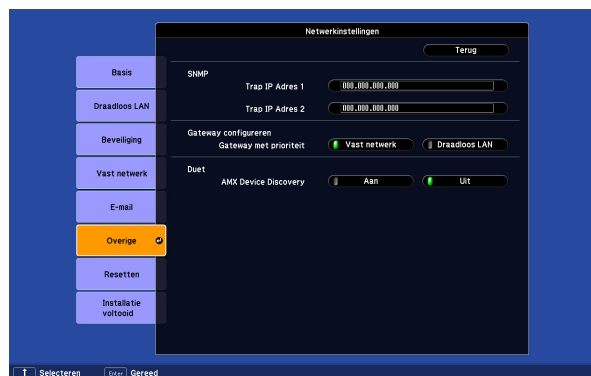 Netwerkinstellingen
Terug
Basis
Draadloos LAN
Beveiliging
Vast netwerk
E-mail
Overige
Resetten
Installatie
voltooid
SNMP
Trap IP Adres 1 000.000.000.000
Trap IP Adres 2 000.000.000.000
Gateway configureren
Gateway met prioriteit Vast netwerk Draadloos LAN
Duet
AMX Device Discovery Aan Uit
↑ Selecteren Enter Gereed